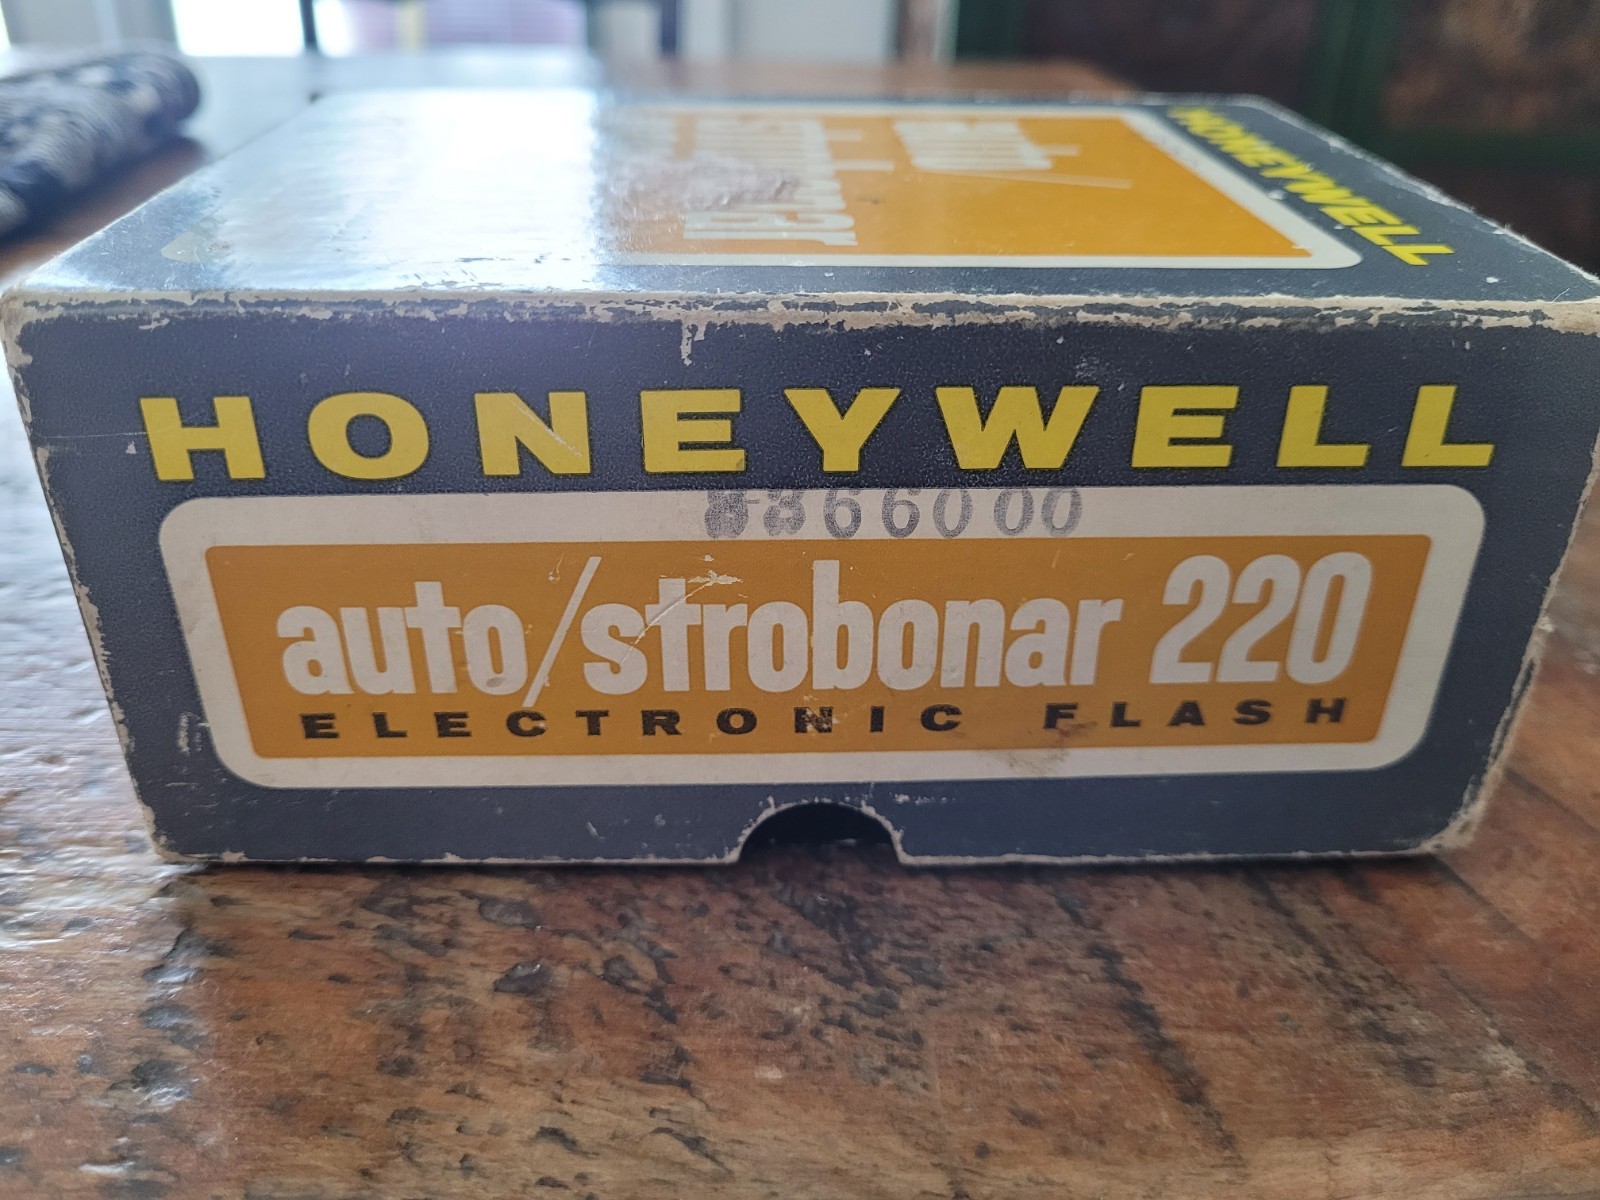 HONEYWELL
HONEYWELL
auto/strobonar 220
ELECTRONIC FLASH